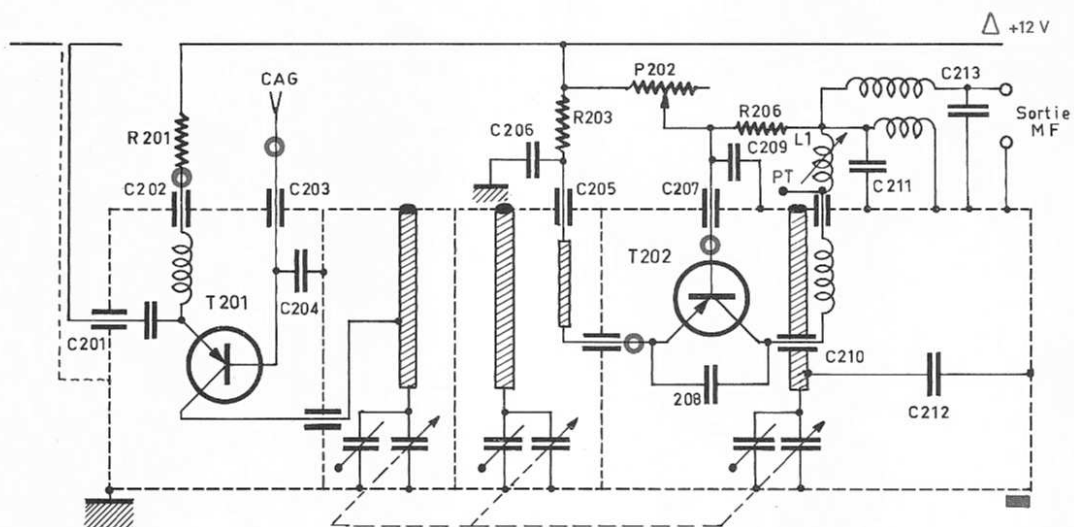 Δ +12 V
CAG
P202
C213
R201
C206
R203
R206
Sortie
MF
C209
L1
PT
C211
C202
C203
C205
C207
T201
C204
T202
C201
C210
208
C212